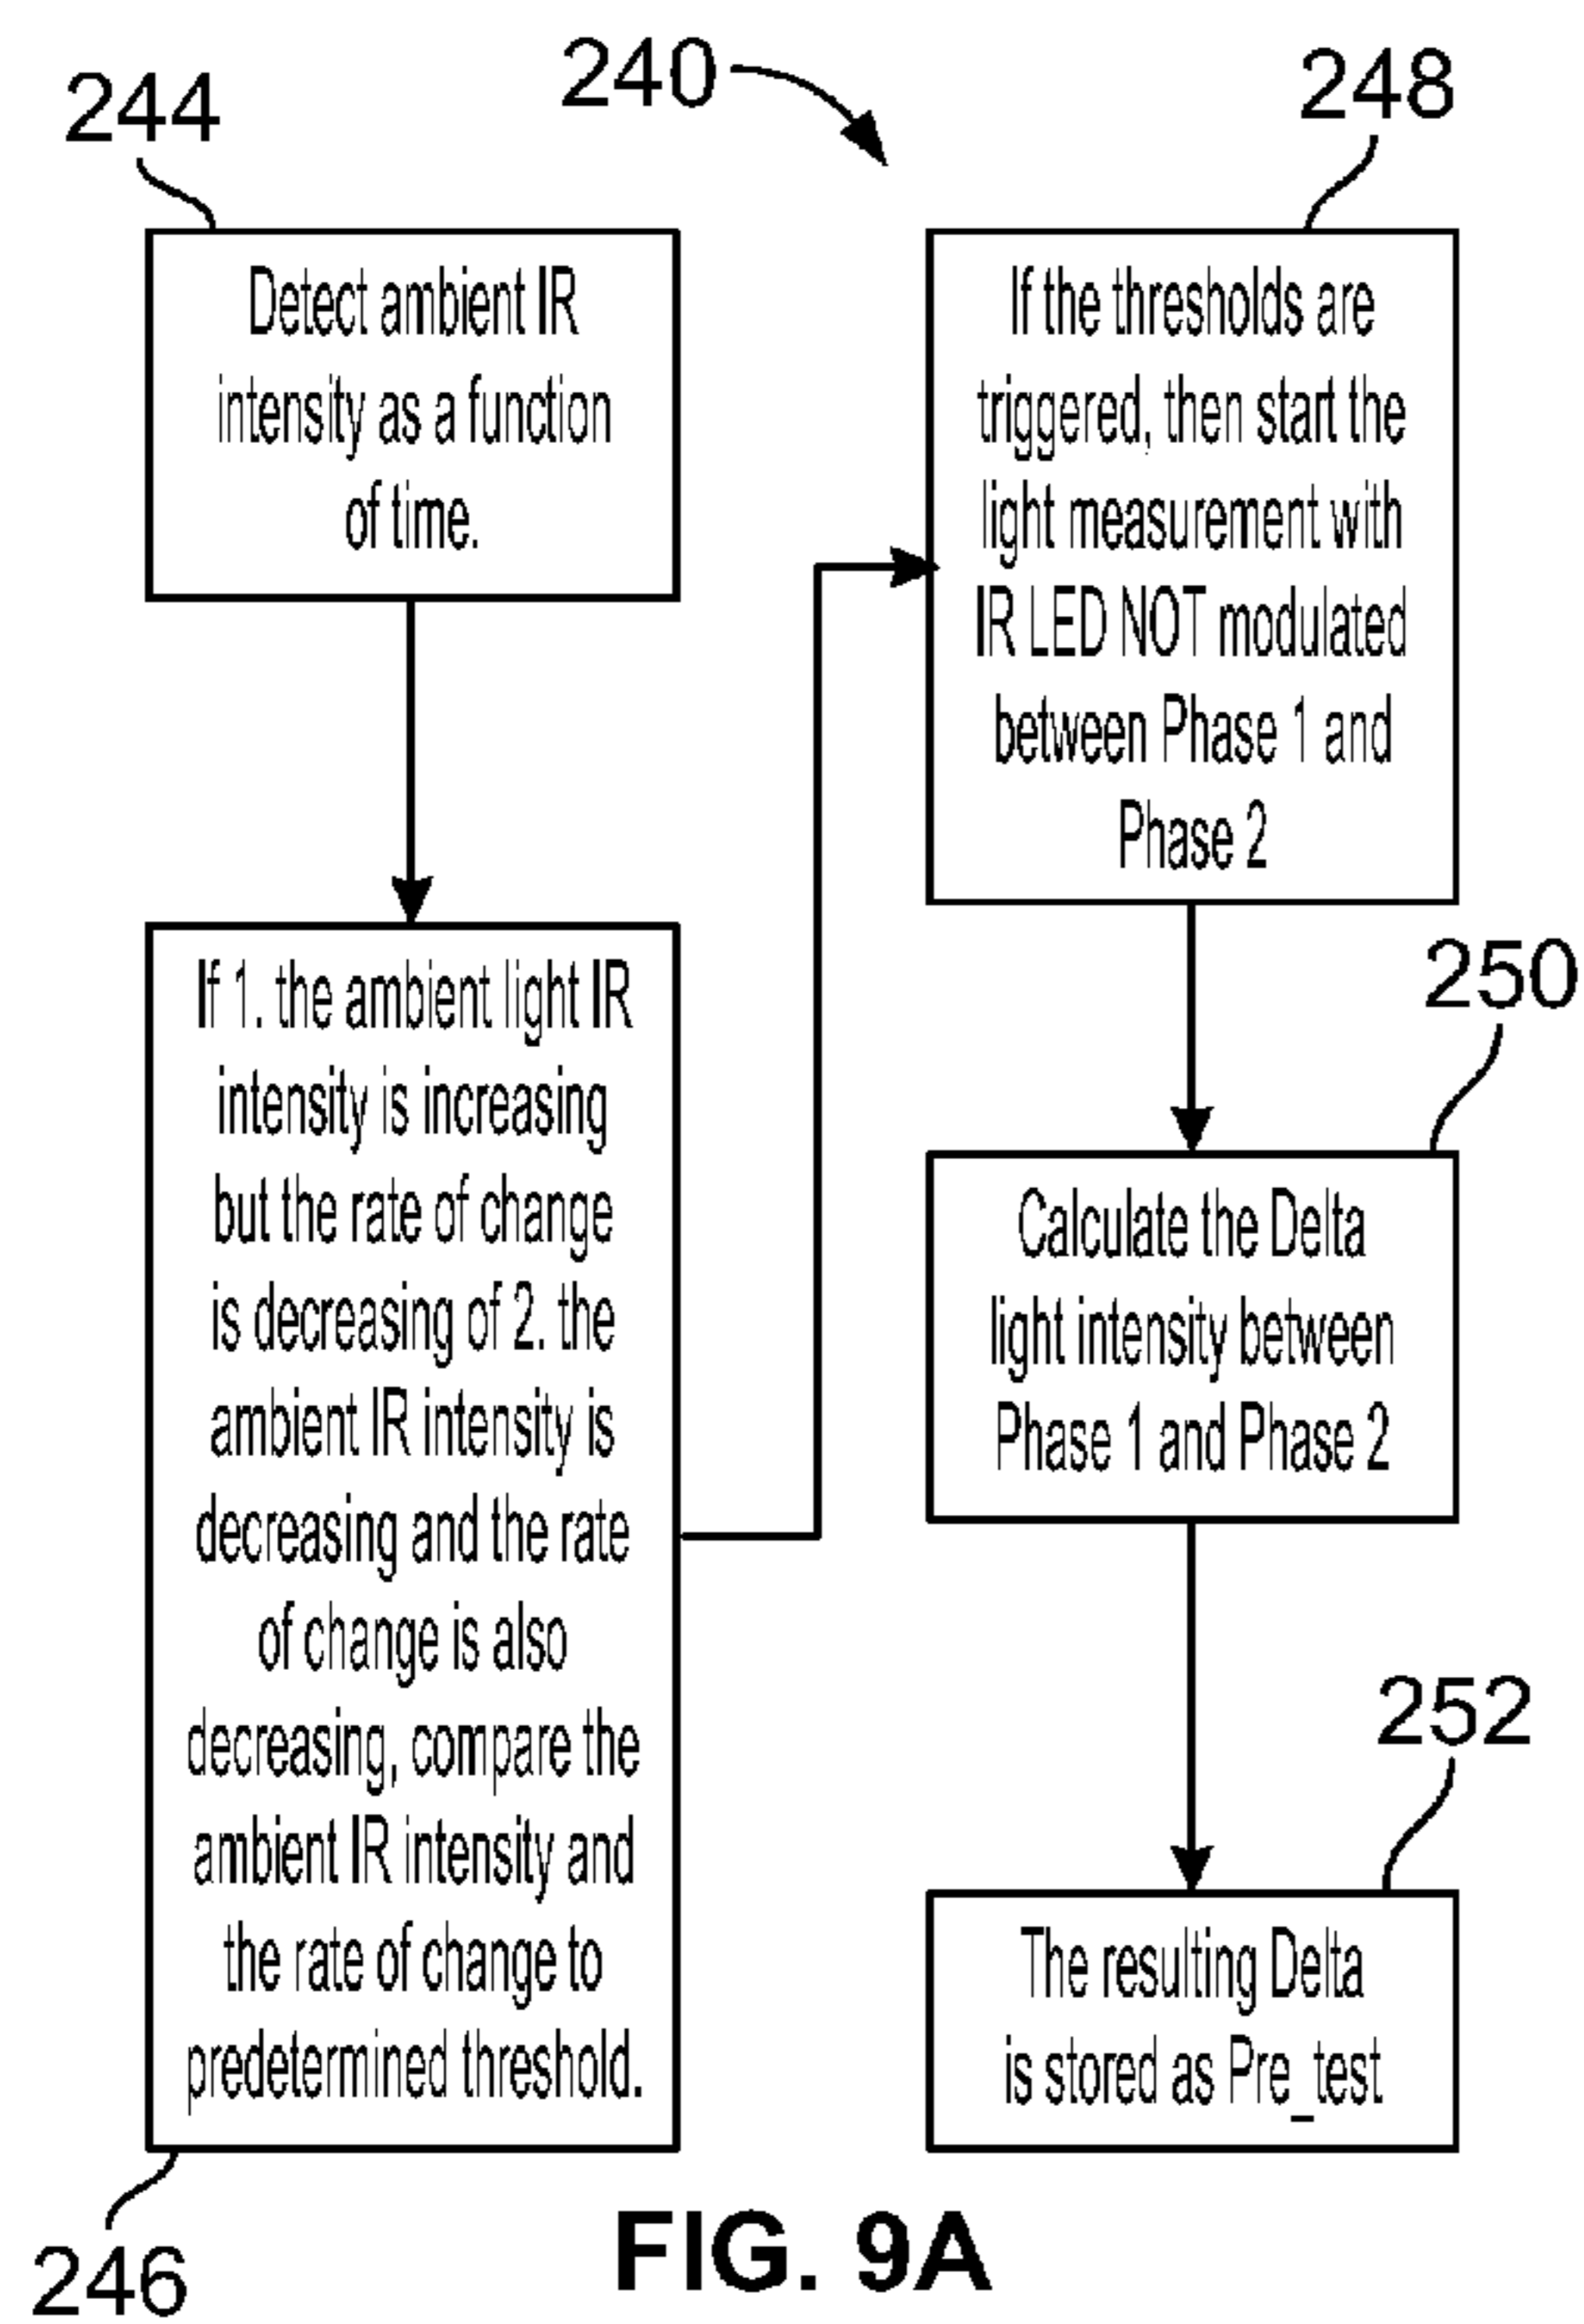 240
244
Detect ambient IR
intensity as a function
of time.
If 1. the ambient light IR
intensity is increasing
but the rate of change
is decreasing of 2. the
ambient IR intensity is
decreasing and the rate
of change is also
decreasing, compare the
ambient IR intensity and
the rate of change to
predetermined threshold.
246
248
If the thresholds are
triggered, then start the
light measurement with
IR LED NOT modulated
between Phase 1 and
Phase 2
250
Calculate the Delta
light intensity between
Phase 1 and Phase 2
252
The resulting Delta
is stored as Pre_test
FIG. 9A